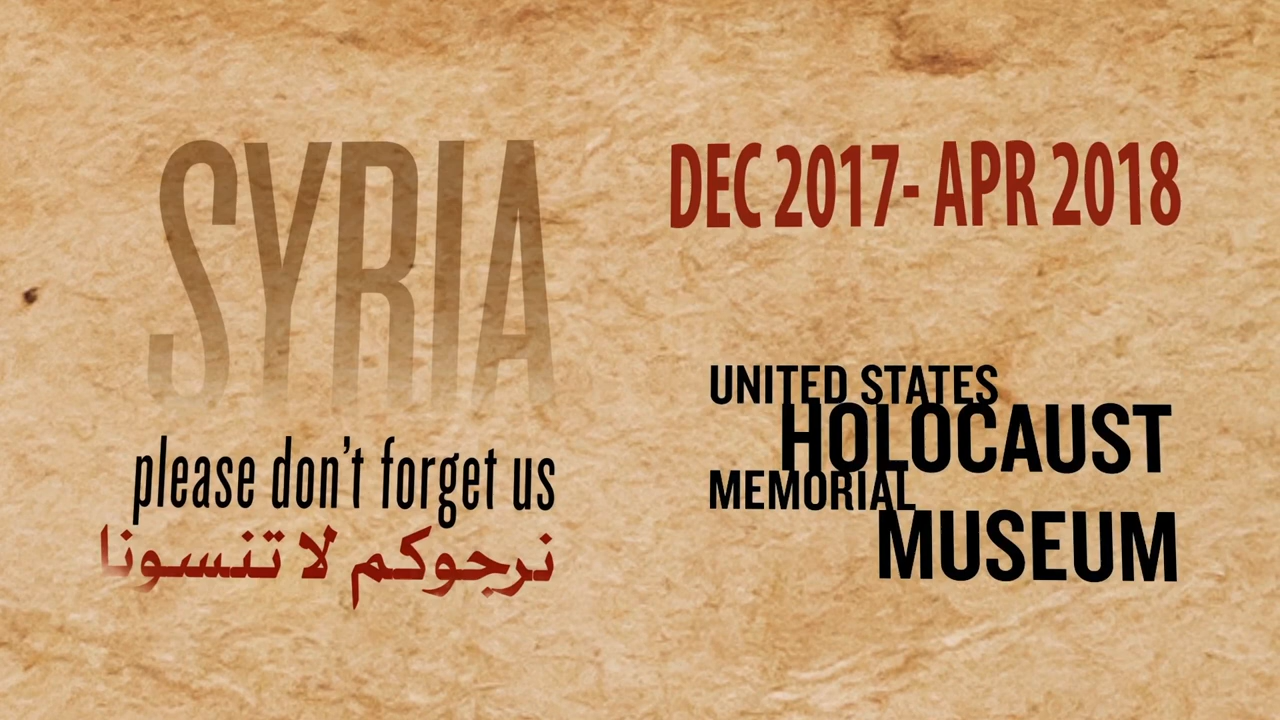 SYRIA
please don't forget us
نرجوكم لا تنسونا
DEC 2017- APR 2018
UNITED STATES
HOLOCAUST
MEMORIAL
MUSEUM